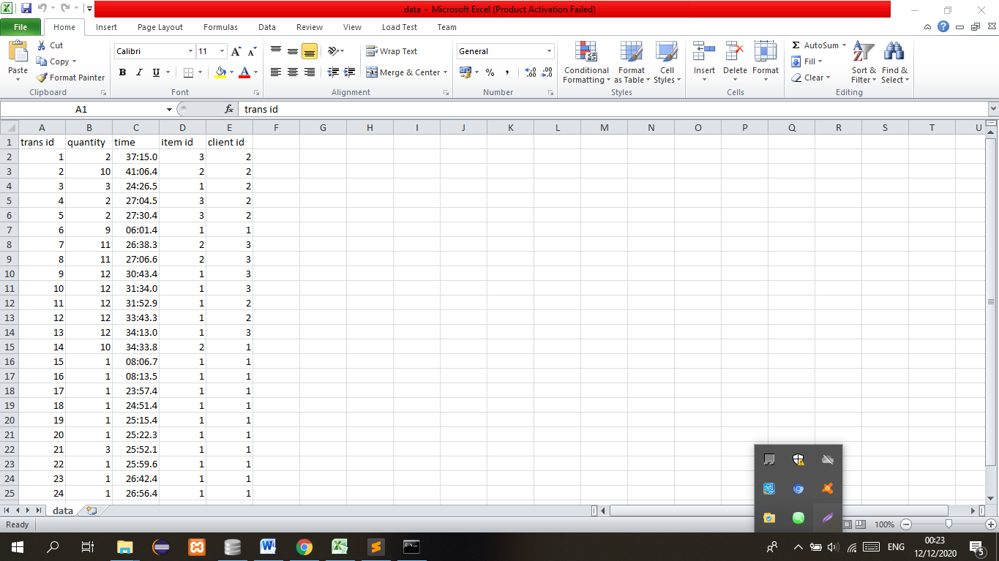 data - Microsoft Excel (Product Activation Failed)
File Home Insert Page Layout Formulas Data Review View Load Test Team
Paste Cut Copy Format Painter Clipboard
Calibri 11 B I U Font
Wrap Text Merge & Center Alignment
General % , Number
Conditional Formatting Format as Table Cell Styles Styles
Insert Delete Format Cells
Σ AutoSum Fill Clear Sort & Filter Find & Select Editing
A1 fx trans id
A B C D E F G H I J K L M N O P Q R S T U
1 trans id quantity time item id client id
2 1 2 37:15.0 3 2
3 2 10 41:06.4 2 2
4 3 3 24:26.5 1 2
5 4 2 27:04.5 3 2
6 5 2 27:30.4 3 2
7 6 9 06:01.4 1 1
8 7 11 26:38.3 2 3
9 8 11 27:06.6 2 3
10 9 12 30:43.4 1 3
11 10 12 31:34.0 1 3
12 11 12 31:52.9 1 2
13 12 12 33:43.3 1 2
14 13 12 34:13.0 1 3
15 14 10 34:33.8 2 1
16 15 1 08:06.7 1 1
17 16 1 08:13.5 1 1
18 17 1 23:57.4 1 1
19 18 1 24:51.4 1 1
20 19 1 25:15.4 1 1
21 20 1 25:22.3 1 1
22 21 3 25:52.1 1 1
23 22 1 25:59.6 1 1
24 23 1 26:42.4 1 1
25 24 1 26:56.4 1 1
data
Ready 100%
ENG 00:23
12/12/2020 5